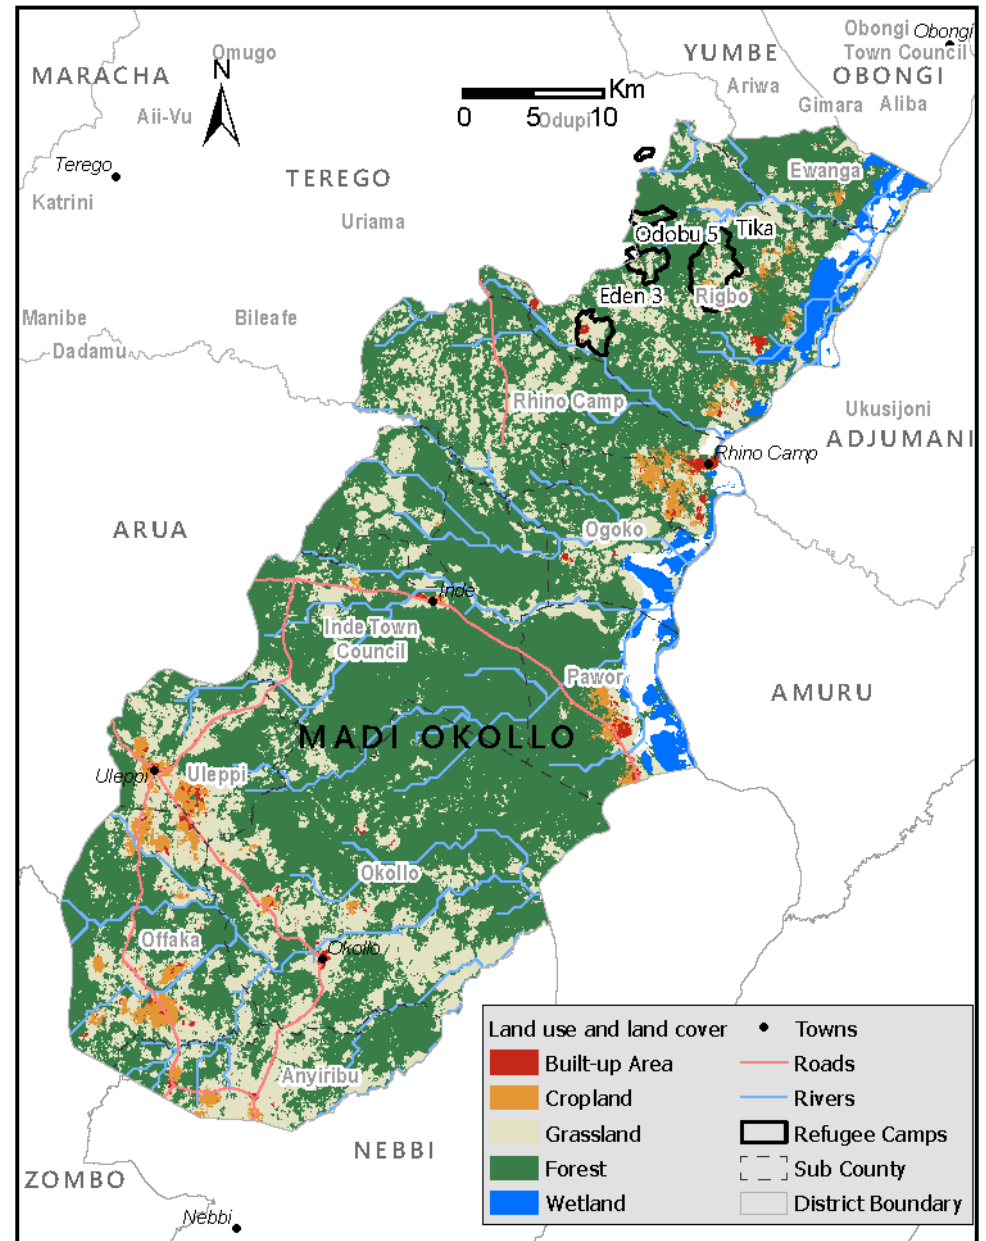 Obongi Obongi
Omugo
Town Council
YUMBE
MARACHA
N
OBONGI
Ariwa
Km
Gimara Aliba
Aii-Vu
0 5 10
Odupi
Terego
Ewanga
TEREGO
Katrini
Uriama
Tika
Odobu 5
Eden 3
Rigbo
Manibe
Bileafe
Dadamu
Rhino Camp
Ukusijoni
ADJUMANI
Rhino Camp
ARUA
Ogoko
Inde
Inde Town
Council
Pawor
AMURU
MADI OKOLLO
Uleppi
Uleppi
Okollo
Offaka
Okollo
Anyiribu
NEBBI
ZOMBO
Nebbi
Land use and land cover
Built-up Area
Cropland
Grassland
Forest
Wetland
Towns
Roads
Rivers
Refugee Camps
Sub County
District Boundary